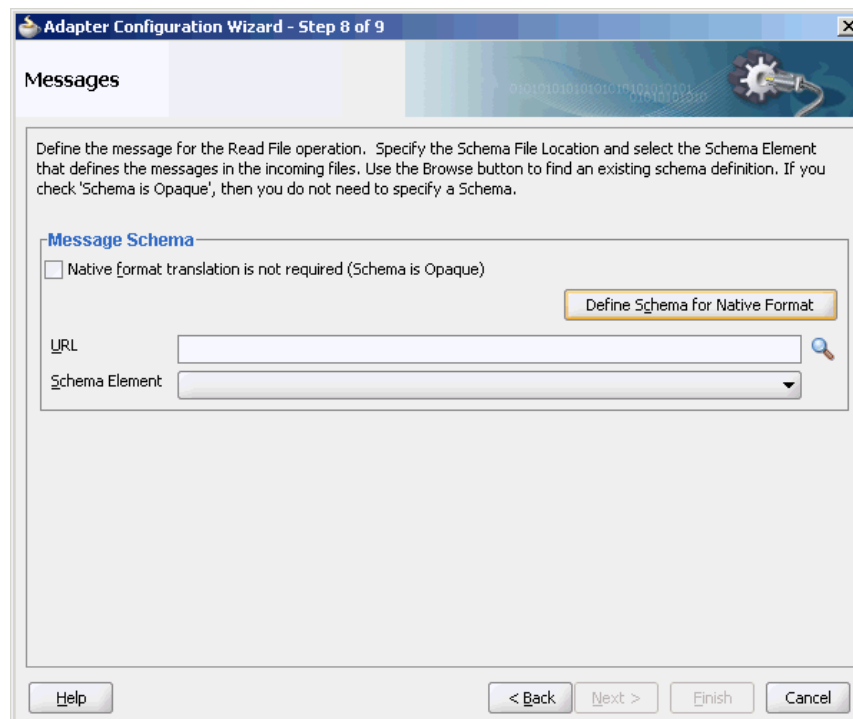 Adapter Configuration Wizard - Step 8 of 9
Messages
0101010101010101010101010101
01010101010
Define the message for the Read File operation. Specify the Schema File Location and select the Schema Element
that defines the messages in the incoming files. Use the Browse button to find an existing schema definition. If you
check 'Schema is Opaque', then you do not need to specify a Schema.
Message Schema
Native format translation is not required (Schema is Opaque)
Define Schema for Native Format
URL
Schema Element
Help
< Back
Next >
Finish
Cancel